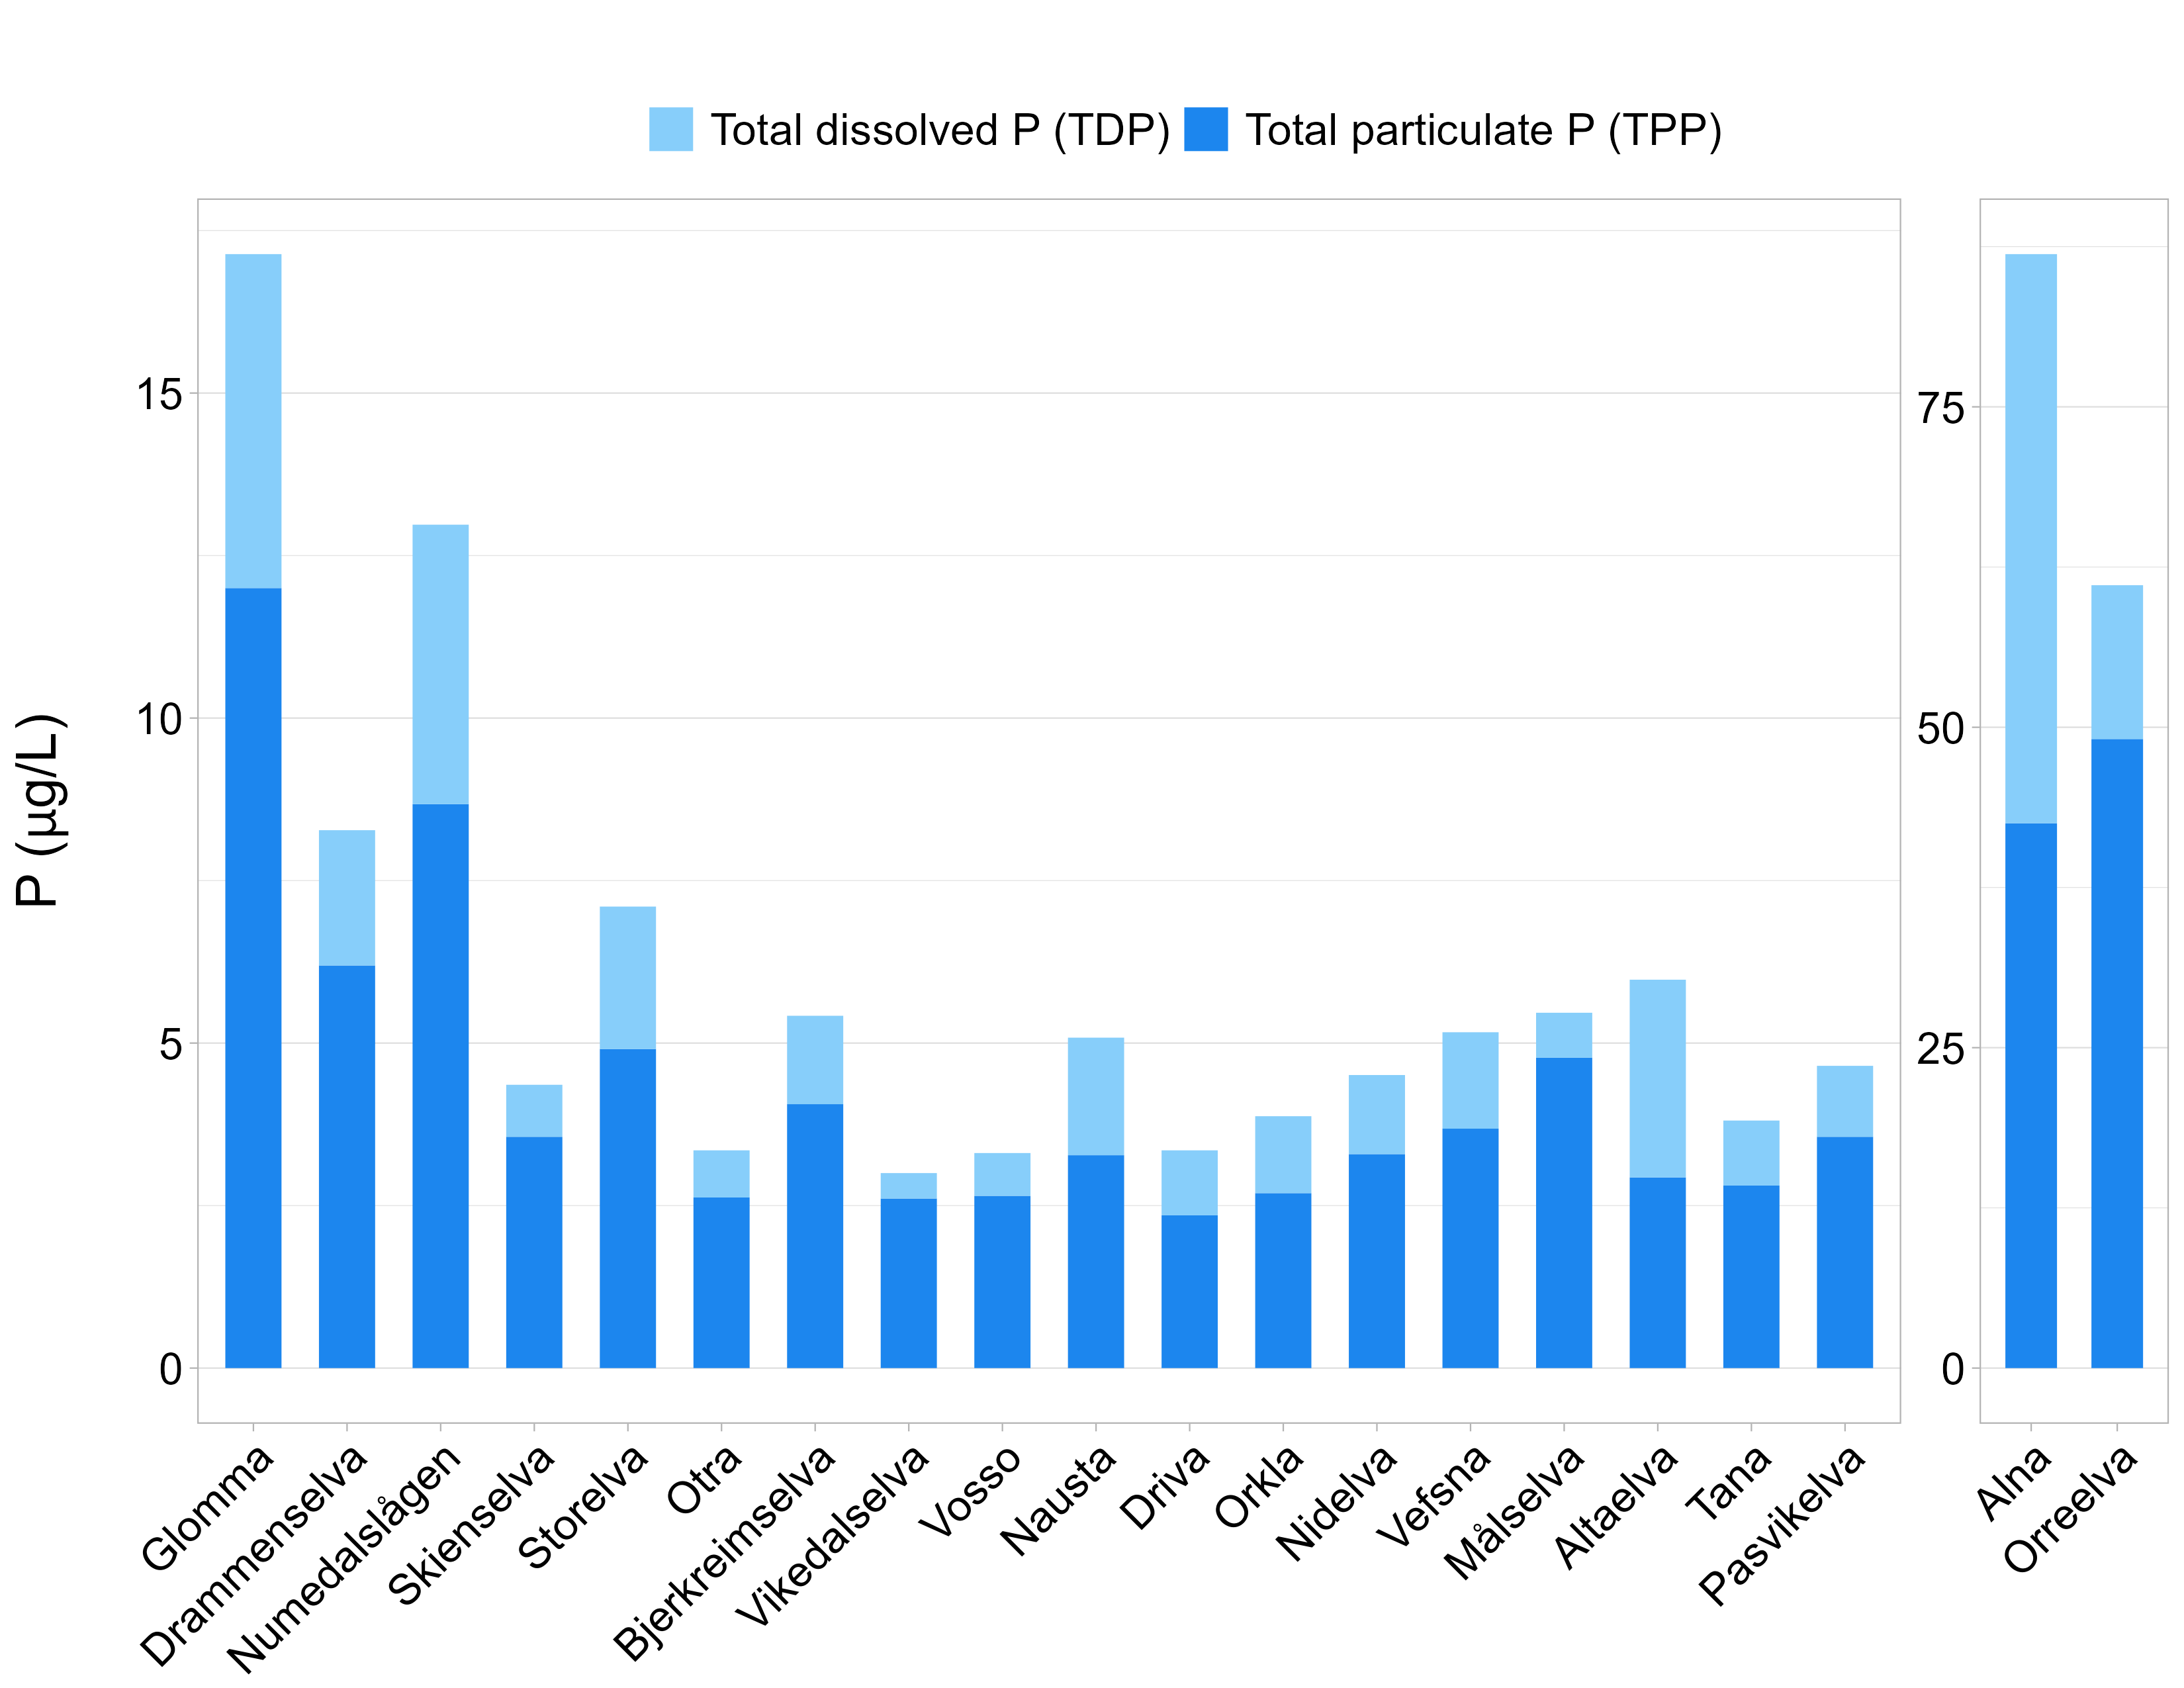 Total dissolved P (TDP) Total particulate P (TPP)
P (µg/L)
15
10
5
0
75
50
25
0
Glomma
Drammenselva
Numedalslågen
Skienselva
Storelva
Otra
Bjerkreimselva
Vikedalselva
Vosso
Nausta
Driva
Orkla
Nidelva
Vefsna
Målselva
Altaelva
Tana
Pasvikelva
Alna
Orreelva